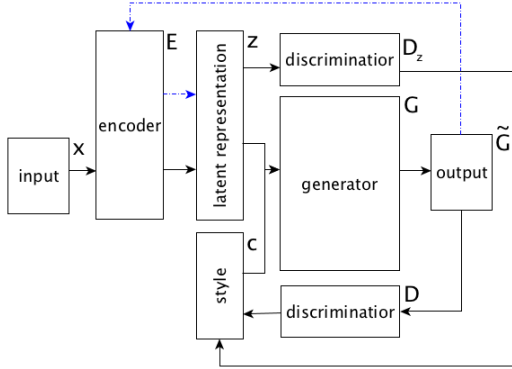 E
z
discriminatior
D_z
encoder
latent representation
G
G̃
x
input
generator
output
c
style
D
discriminatior